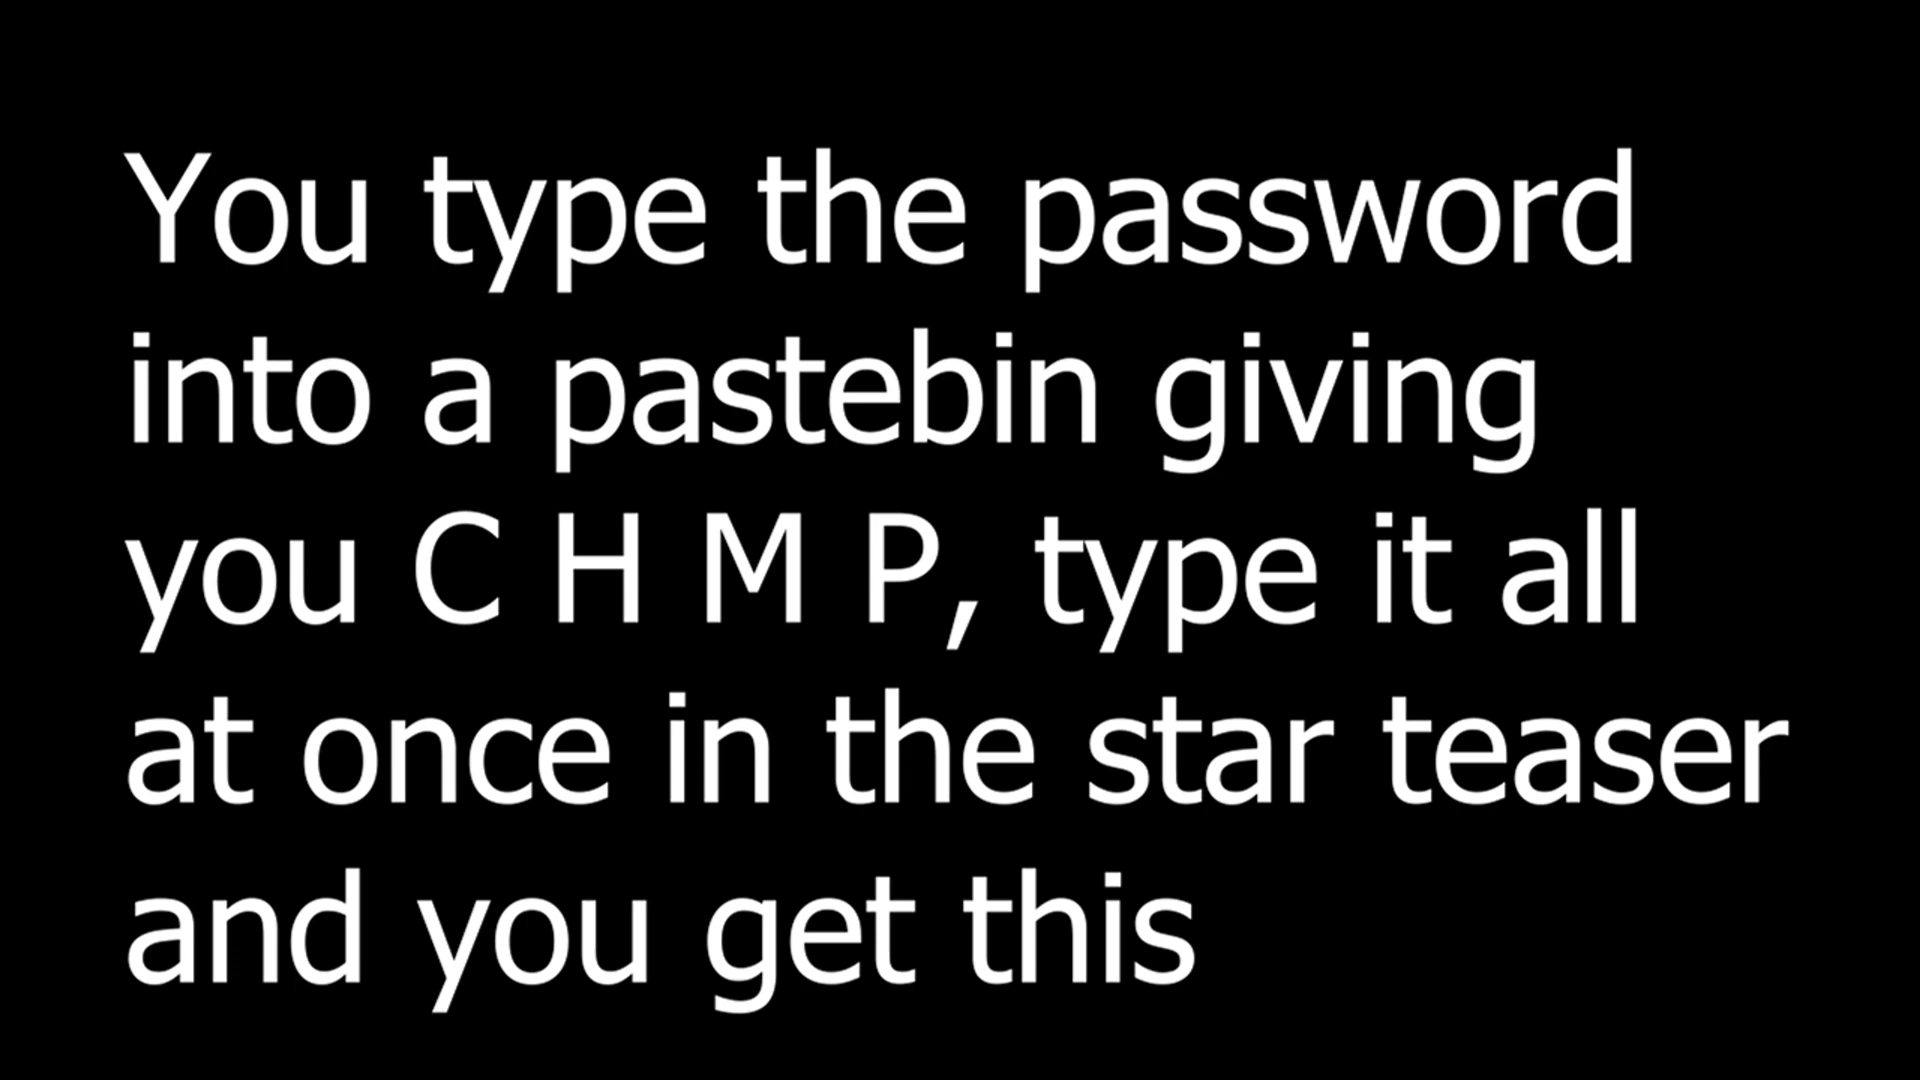 You type the password
into a pastebin giving
you C H M P, type it all
at once in the star teaser
and you get this